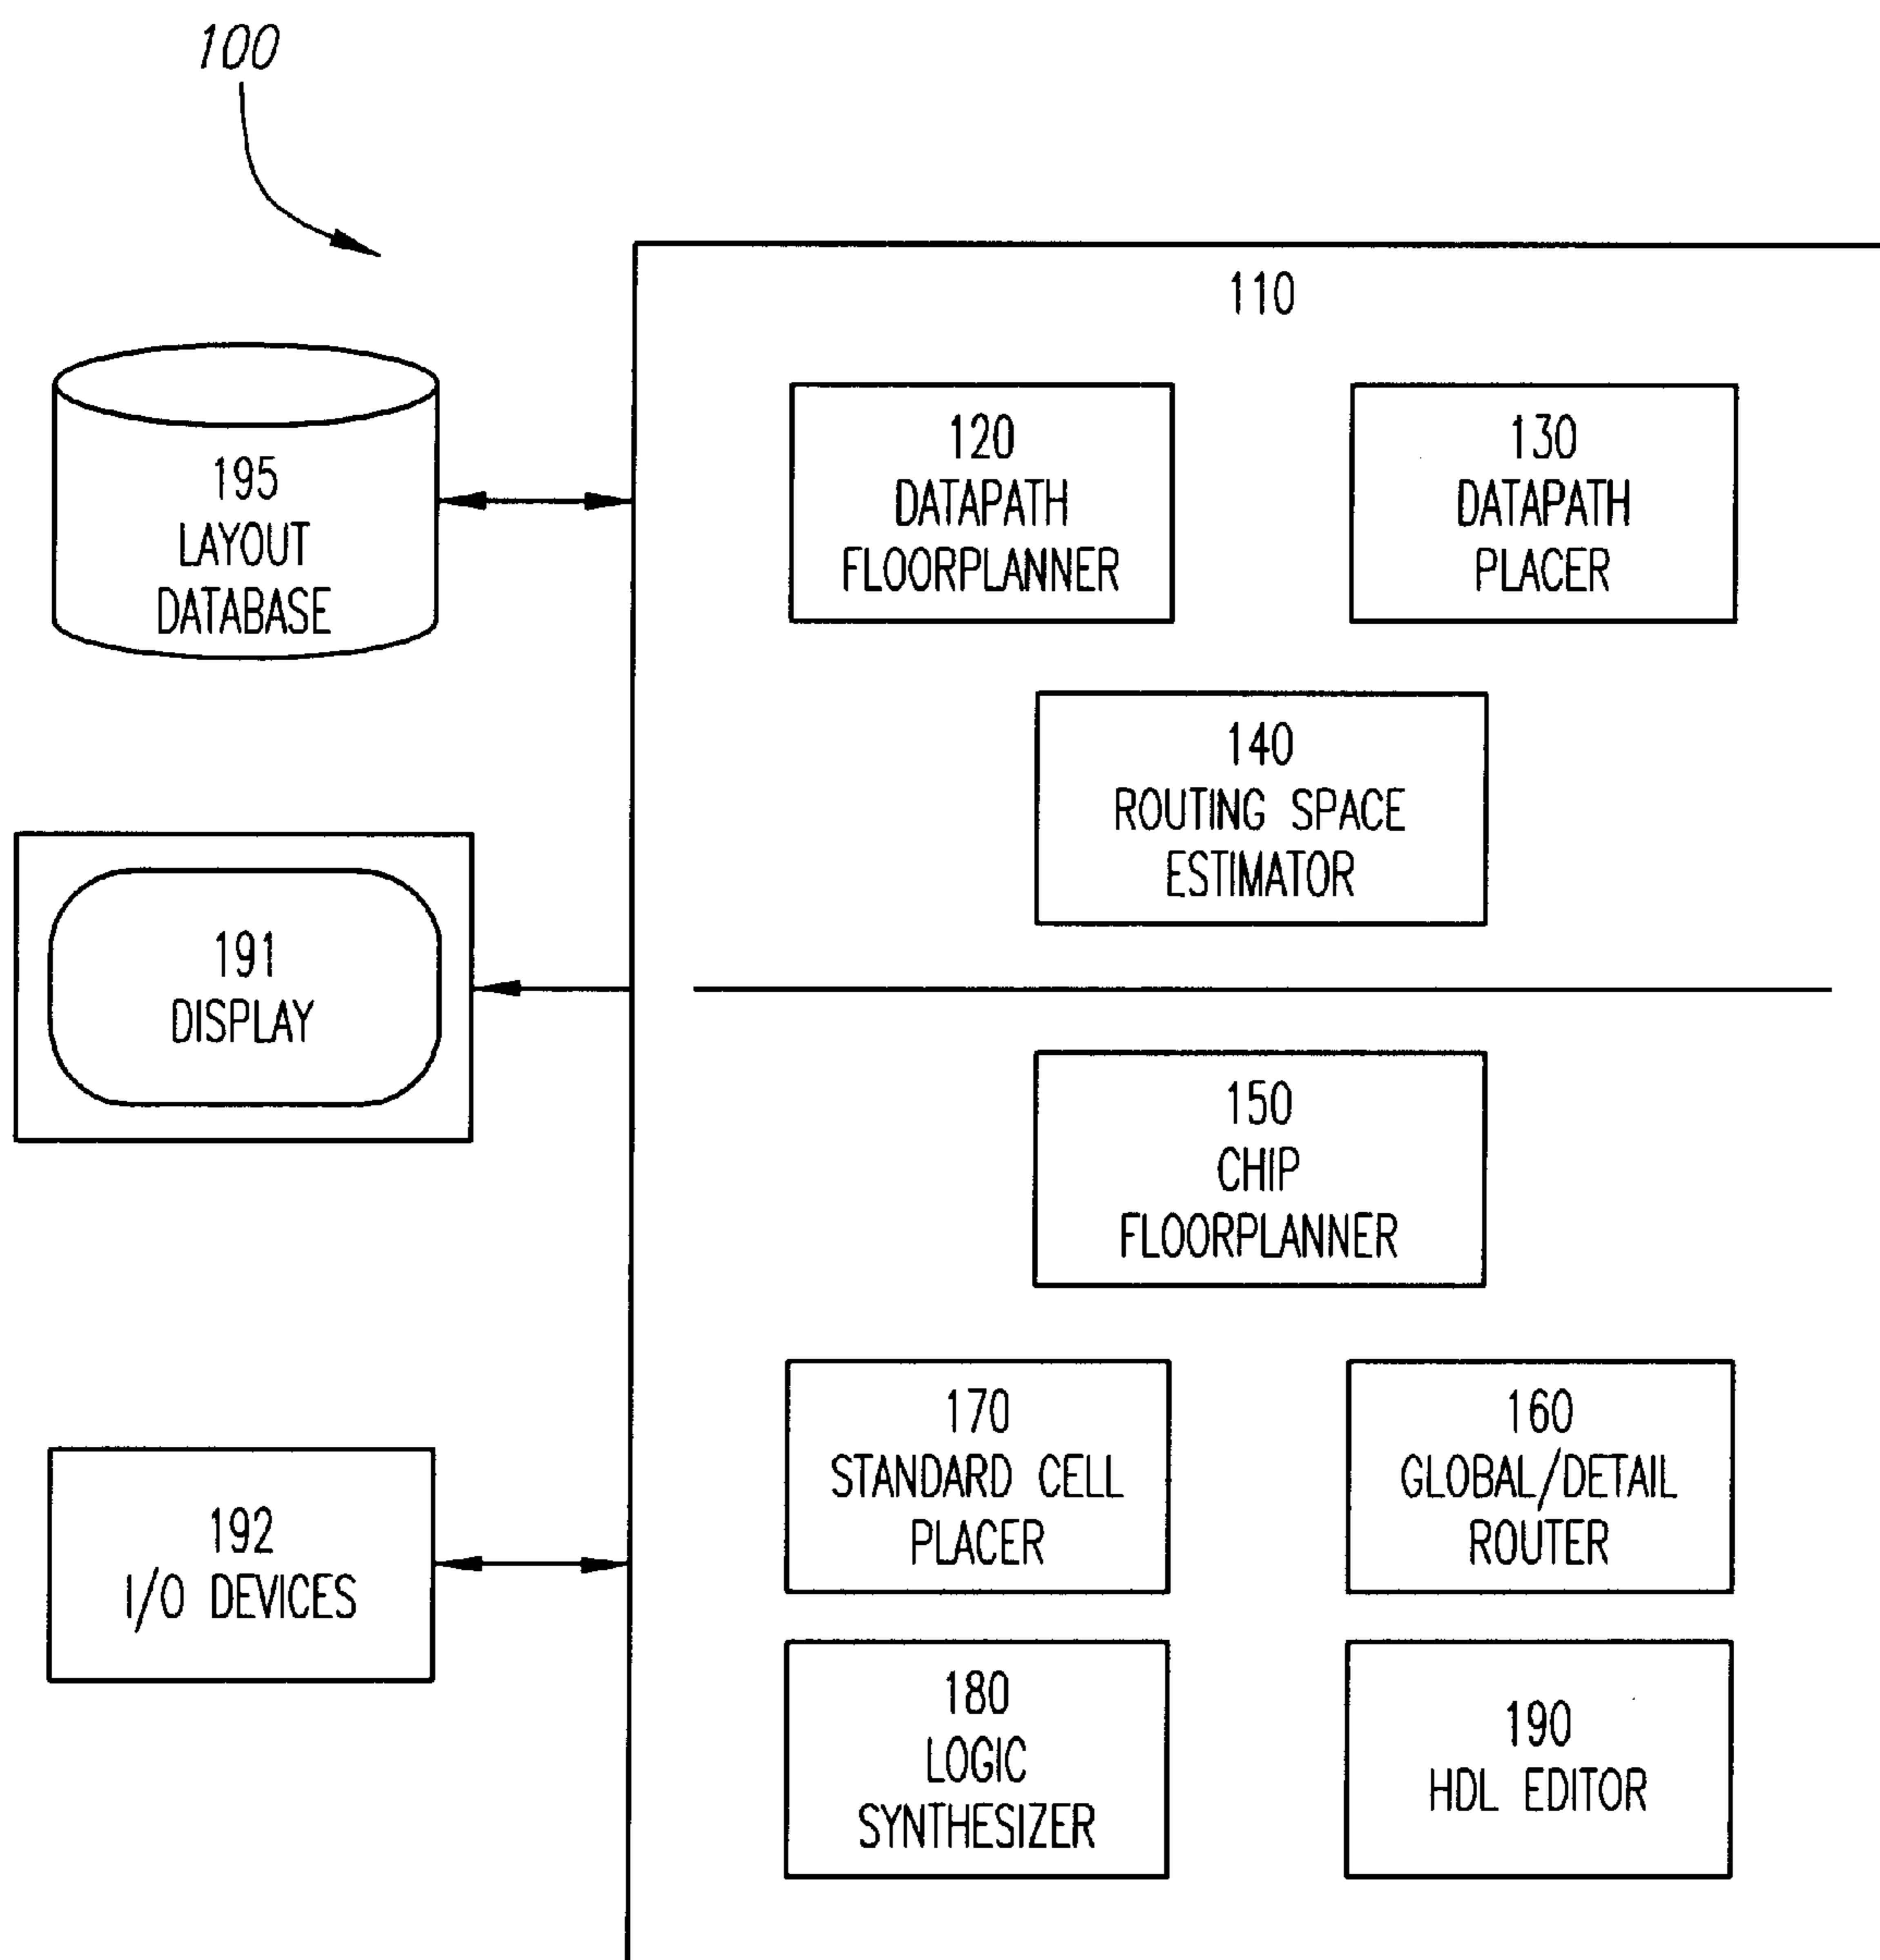 100
110
195
LAYOUT
DATABASE
120
DATAPATH
FLOORPLANNER
130
DATAPATH
PLACER
140
ROUTING SPACE
ESTIMATOR
191
DISPLAY
150
CHIP
FLOORPLANNER
192
I/O DEVICES
170
STANDARD CELL
PLACER
160
GLOBAL/DETAIL
ROUTER
180
LOGIC
SYNTHESIZER
190
HDL EDITOR